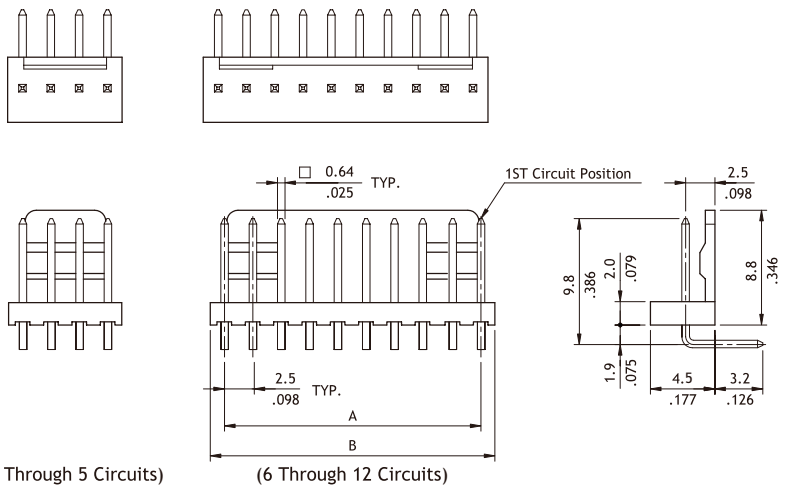 □ 0.64
.025
TYP.
1ST Circuit Position
2.5
.098
9.8
.386
2.0
.079
8.8
.346
1.9
.075
4.5
.177
3.2
.126
2.5
.098
TYP.
A
B
Through 5 Circuits)
(6 Through 12 Circuits)